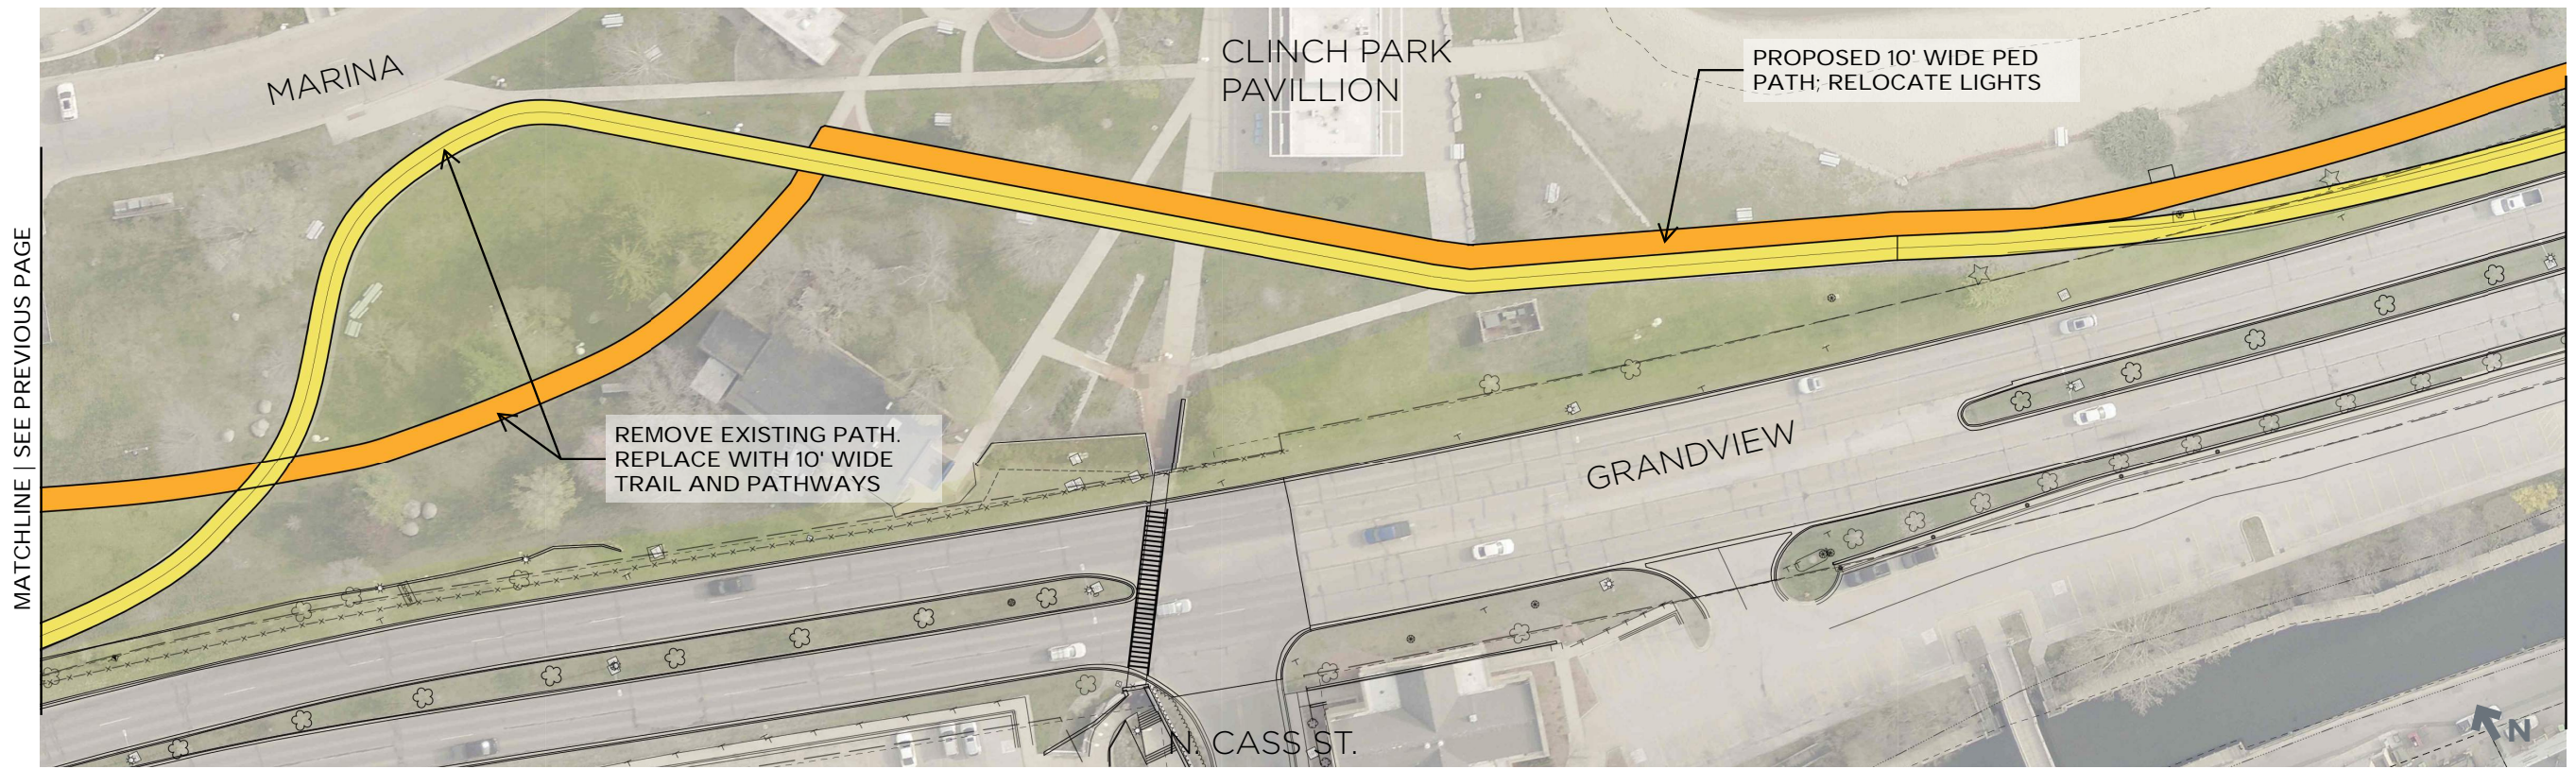 MARINA
CLINCH PARK
PAVILLION
PROPOSED 10' WIDE PED
PATH; RELOCATE LIGHTS
MATCHLINE | SEE PREVIOUS PAGE
REMOVE EXISTING PATH.
REPLACE WITH 10' WIDE
TRAIL AND PATHWAYS
GRANDVIEW
N. CASS ST.
N